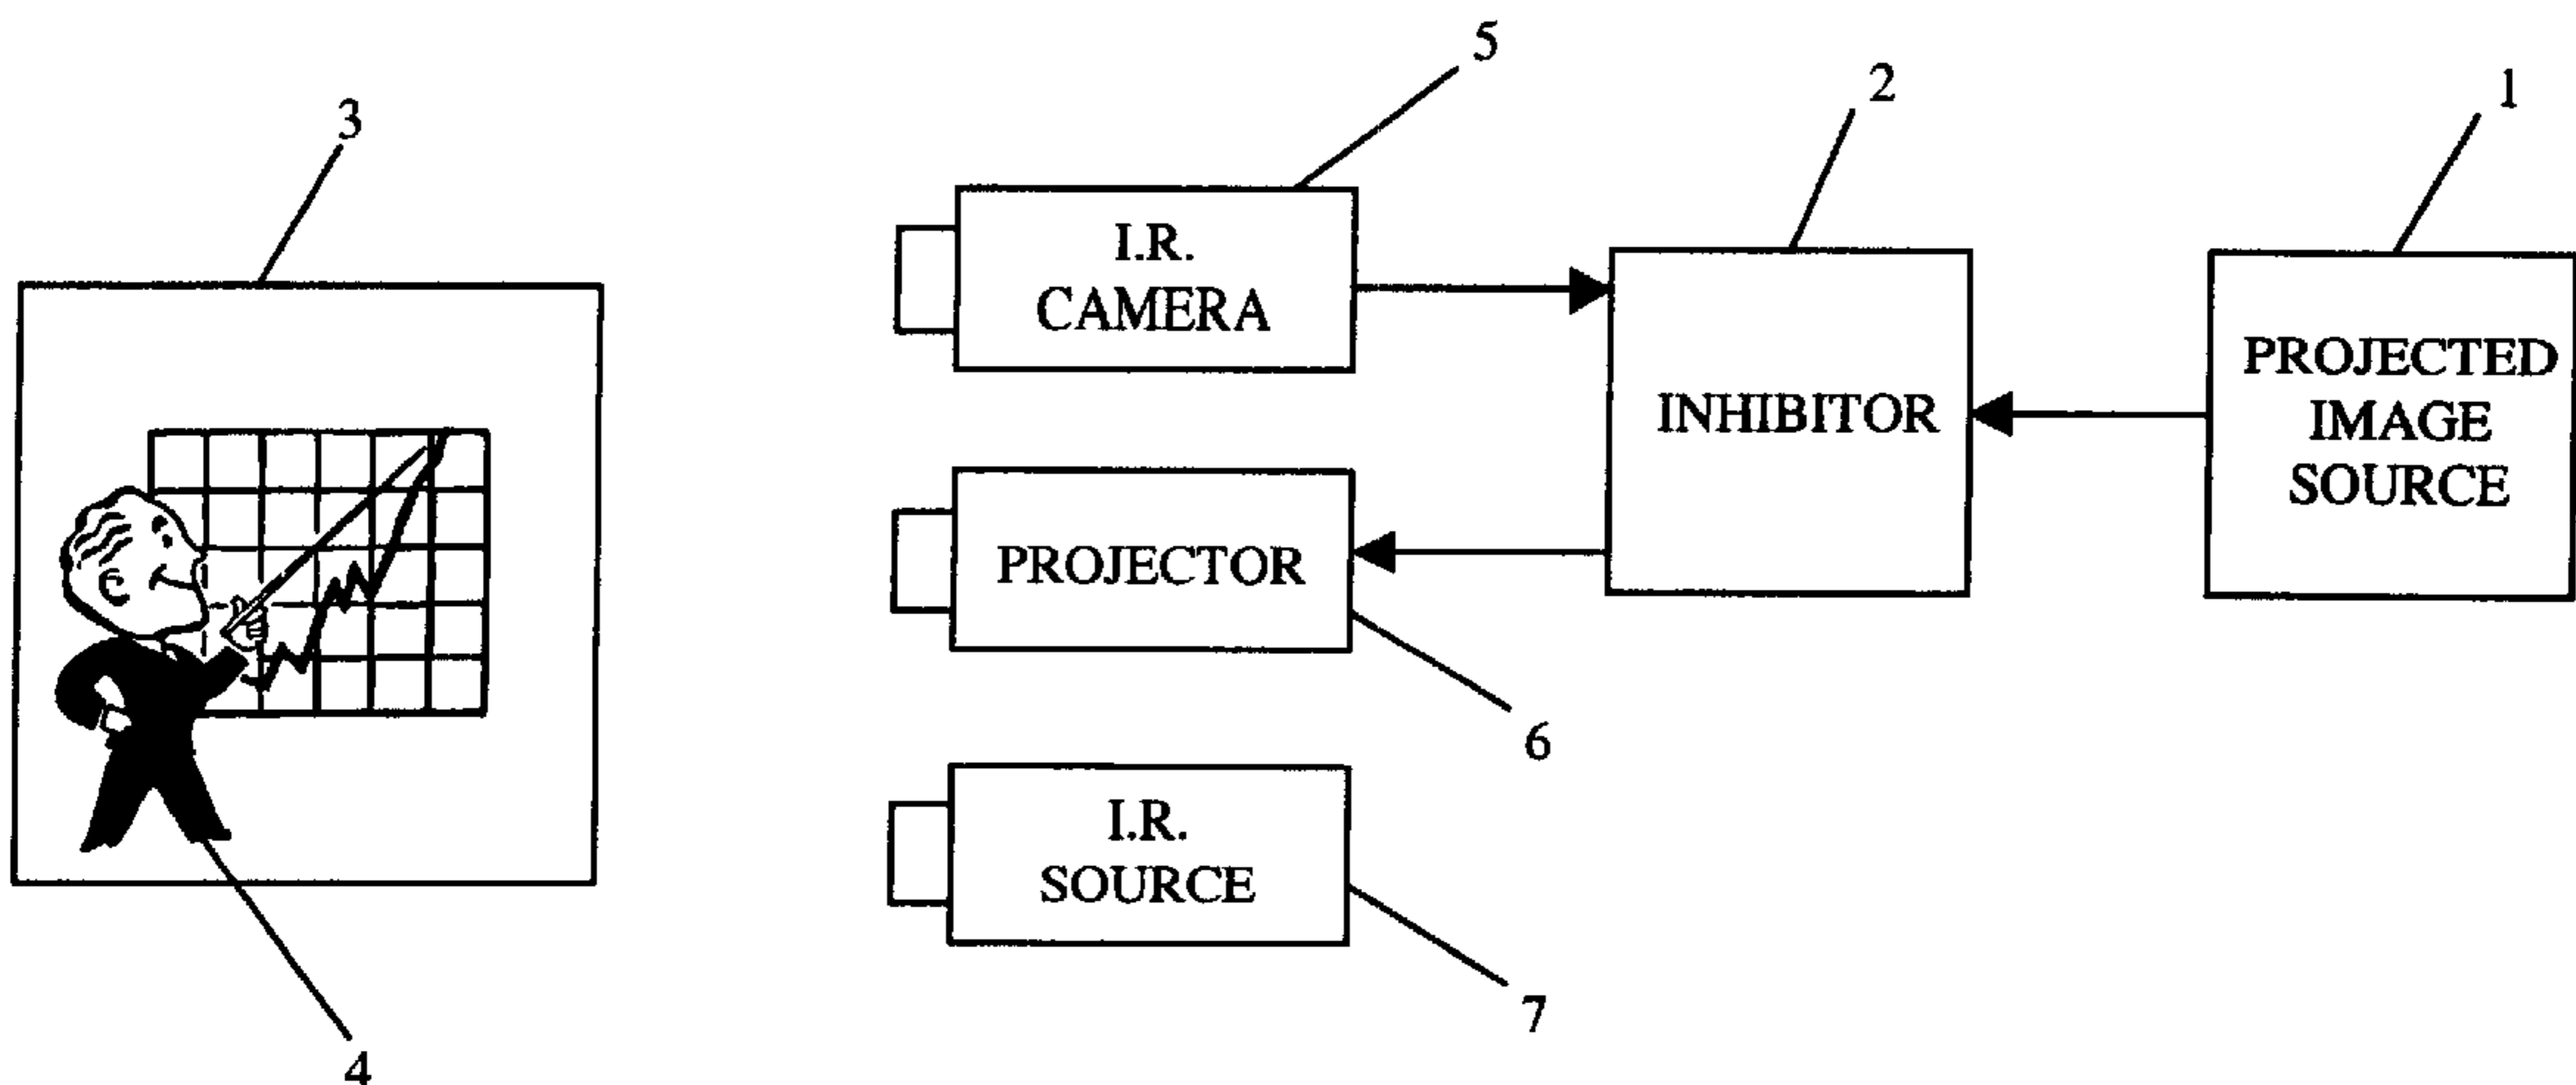 5
2
1
3
I.R.
CAMERA
PROJECTED
IMAGE
SOURCE
INHIBITOR
PROJECTOR
6
I.R.
SOURCE
7
4